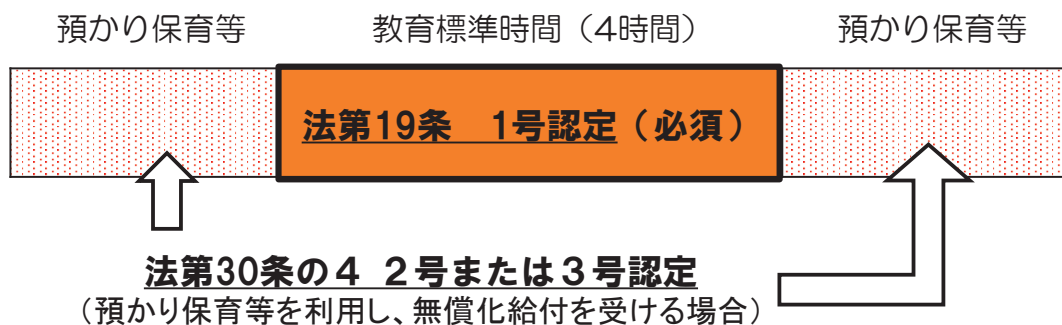 預かり保育等 教育標準時間（4時間） 預かり保育等
法第19条　1号認定（必須）
法第30条の４ ２号または３号認定
（預かり保育等を利用し、無償化給付を受ける場合）